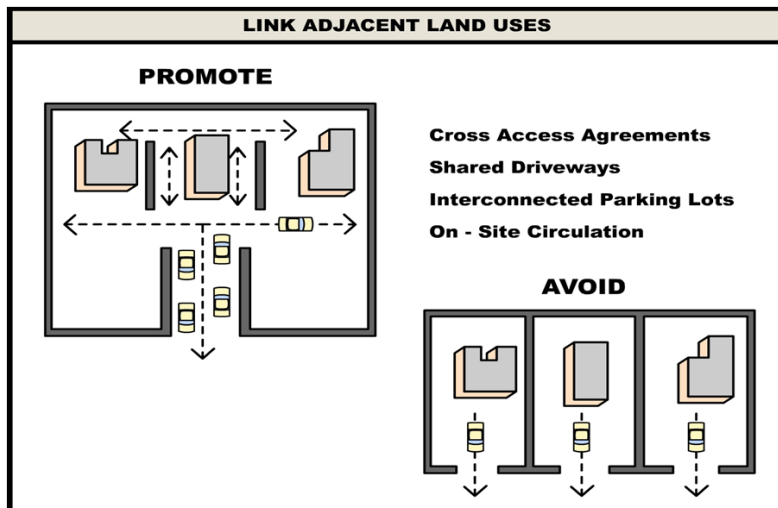 LINK ADJACENT LAND USES
PROMOTE
Cross Access Agreements
Shared Driveways
Interconnected Parking Lots
On - Site Circulation
AVOID